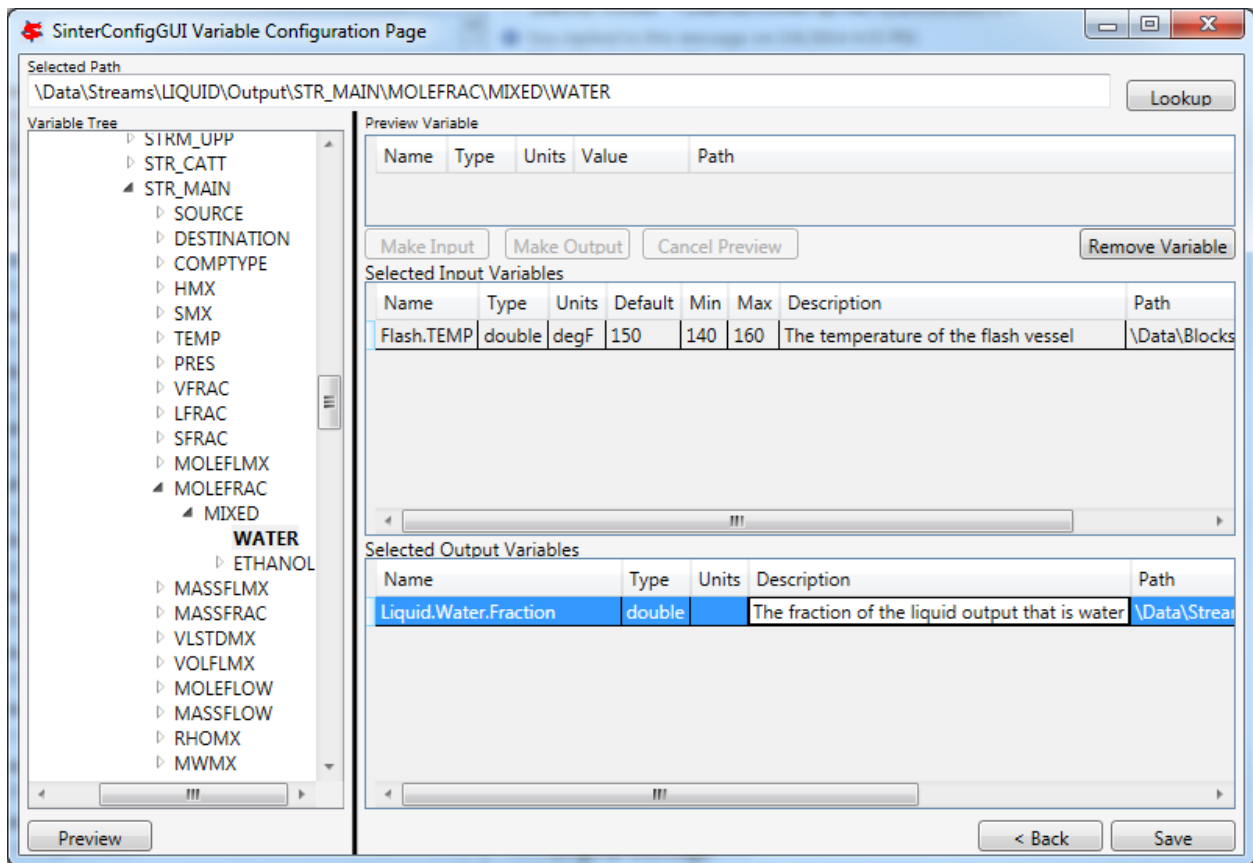 SinterConfigGUI Variable Configuration Page
Selected Path
\Data\Streams\LIQUID\Output\STR_MAIN\MOLEFRAC\MIXED\WATER
Lookup
Variable Tree
STRM_UPP
STR_CATT
STR_MAIN
SOURCE
DESTINATION
COMPTYPE
HMX
SMX
TEMP
PRES
VFRAC
LFRAC
SFRAC
MOLEFLMX
MOLEFRAC
MIXED
WATER
ETHANOL
MASSFLMX
MASSFRAC
VLSTDMX
VOLFLMX
MOLEFLOW
MASSFLOW
RHOMX
MWMX
Preview
Preview Variable
Name Type Units Value Path
Make Input Make Output Cancel Preview Remove Variable
Selected Input Variables
Name Type Units Default Min Max Description Path
Flash.TEMP double degF 150 140 160 The temperature of the flash vessel \Data\Blocks
Selected Output Variables
Name Type Units Description Path
Liquid.Water.Fraction double The fraction of the liquid output that is water \Data\Strear
< Back Save